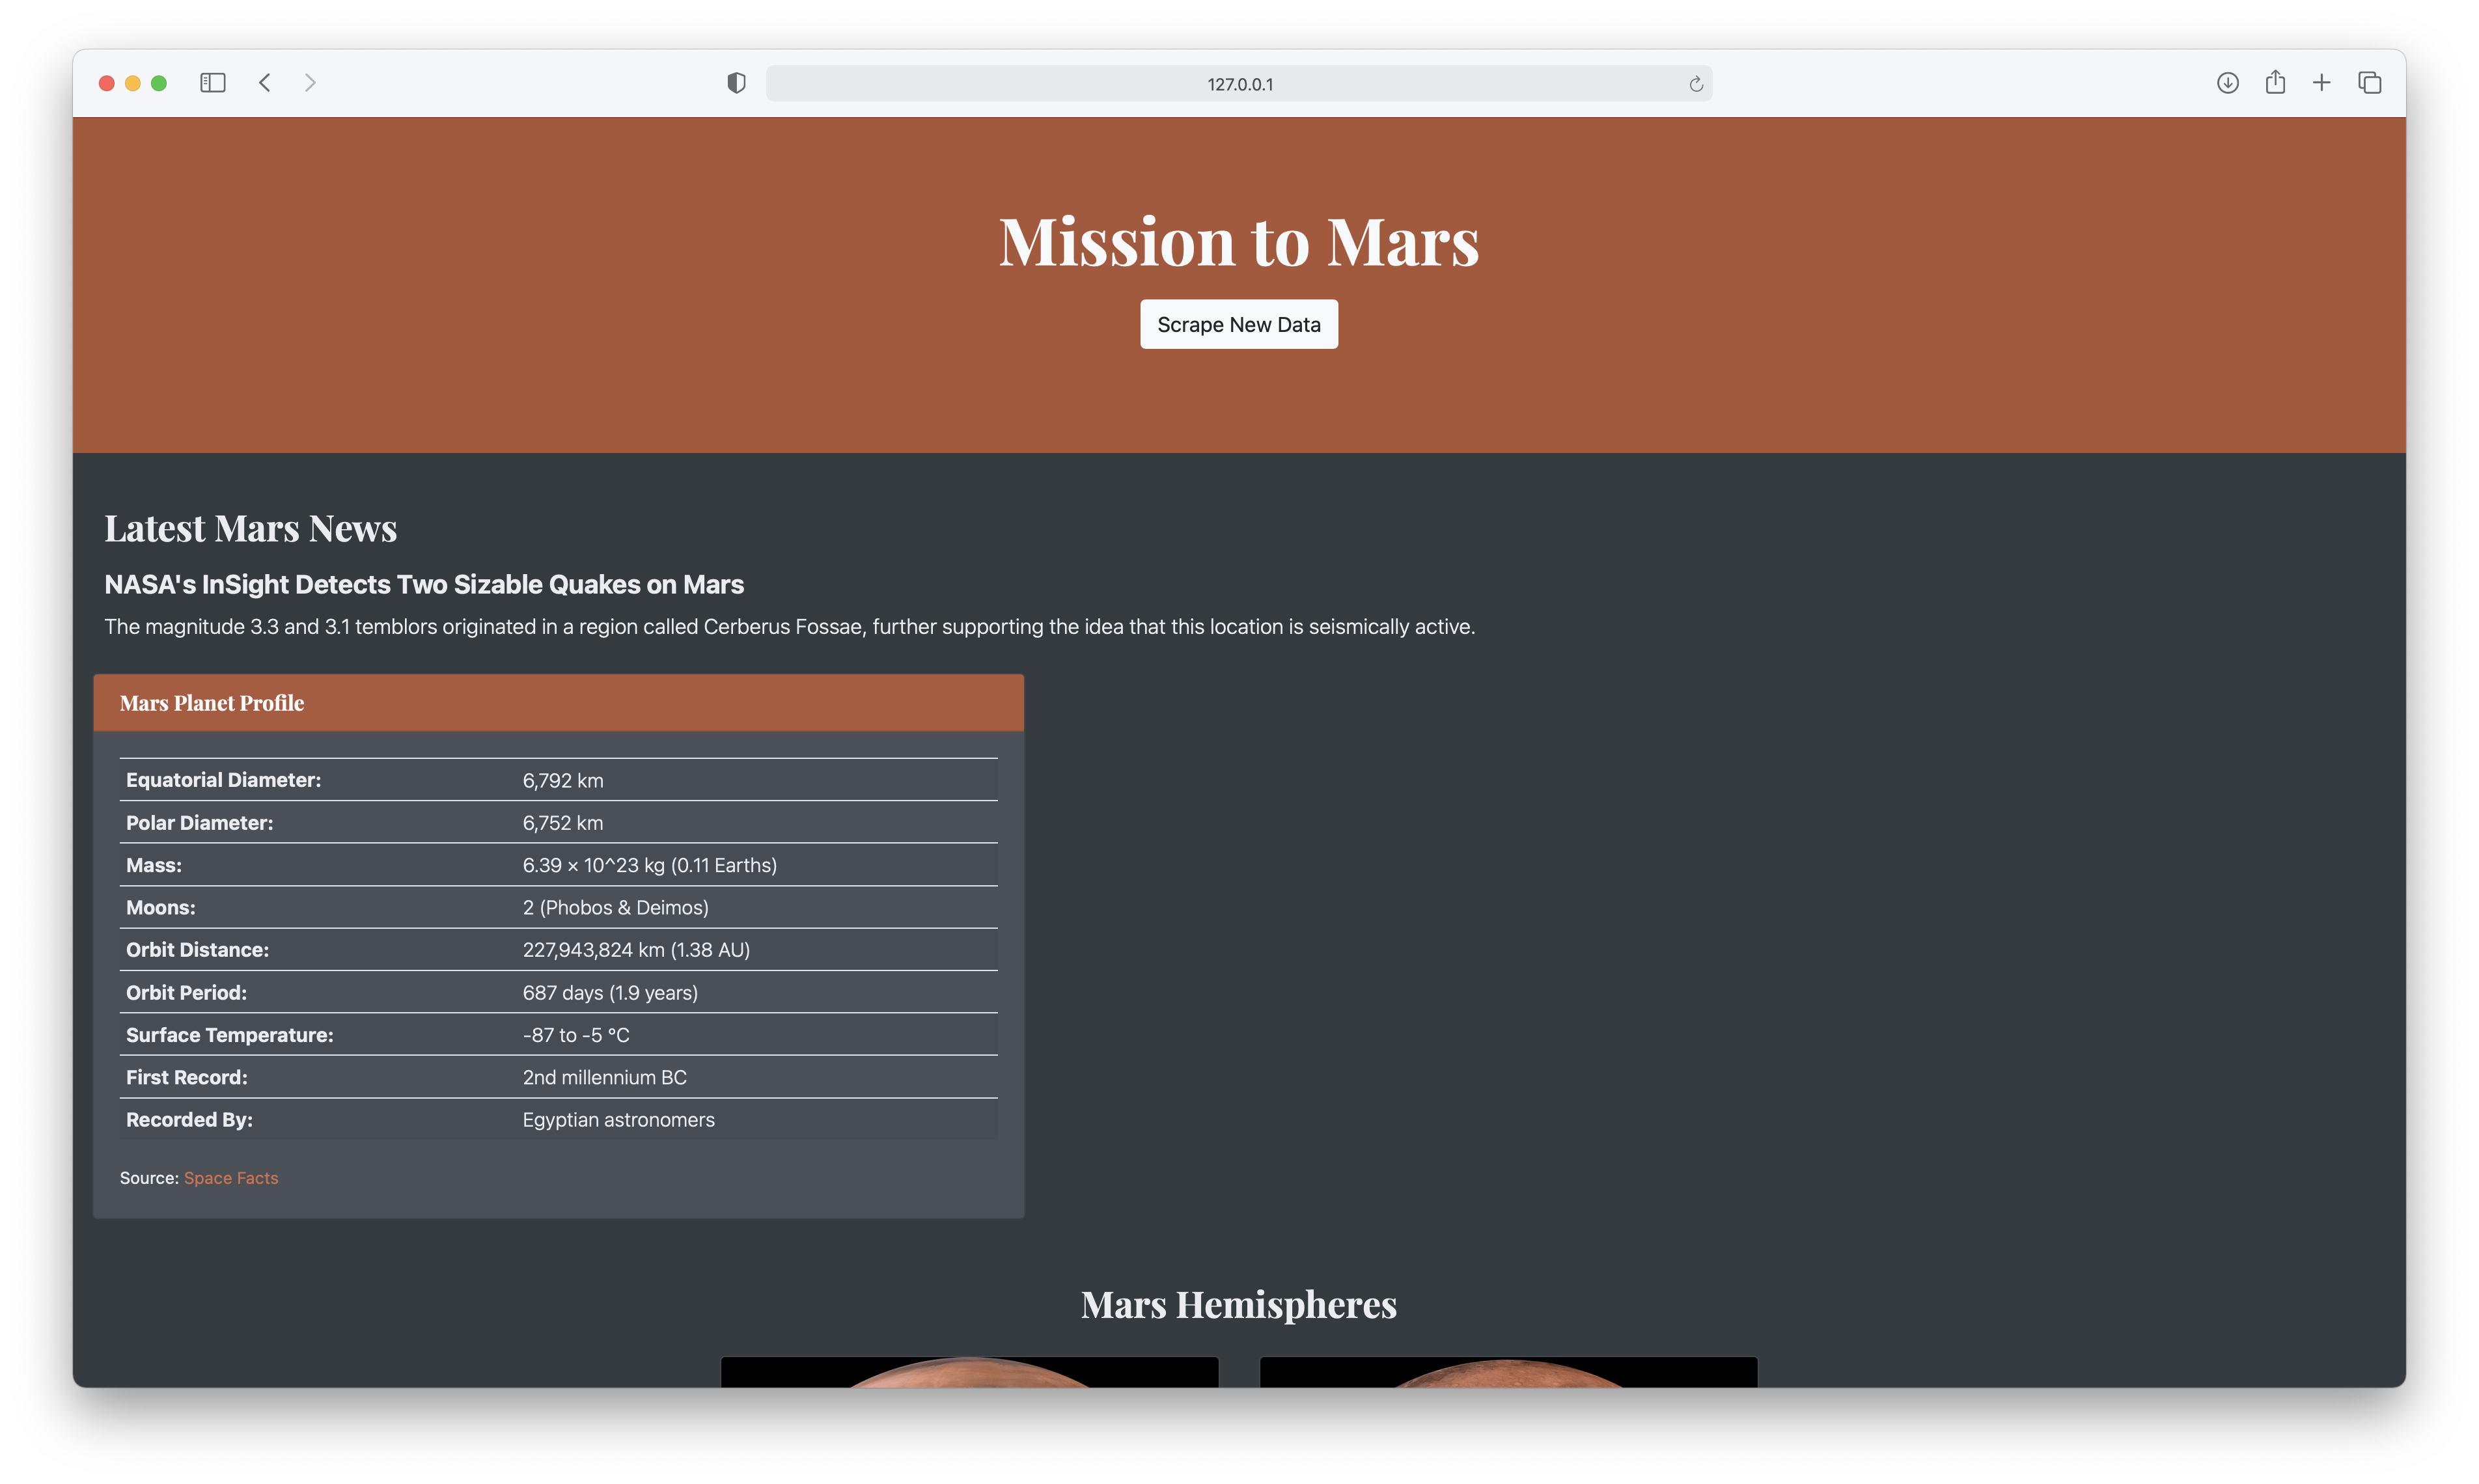 127.0.0.1
Mission to Mars
Scrape New Data
Latest Mars News
NASA's InSight Detects Two Sizable Quakes on Mars
The magnitude 3.3 and 3.1 temblors originated in a region called Cerberus Fossae, further supporting the idea that this location is seismically active.
Mars Planet Profile
Equatorial Diameter: 6,792 km
Polar Diameter: 6,752 km
Mass: 6.39 × 10^23 kg (0.11 Earths)
Moons: 2 (Phobos & Deimos)
Orbit Distance: 227,943,824 km (1.38 AU)
Orbit Period: 687 days (1.9 years)
Surface Temperature: -87 to -5 °C
First Record: 2nd millennium BC
Recorded By: Egyptian astronomers
Source: Space Facts
Mars Hemispheres